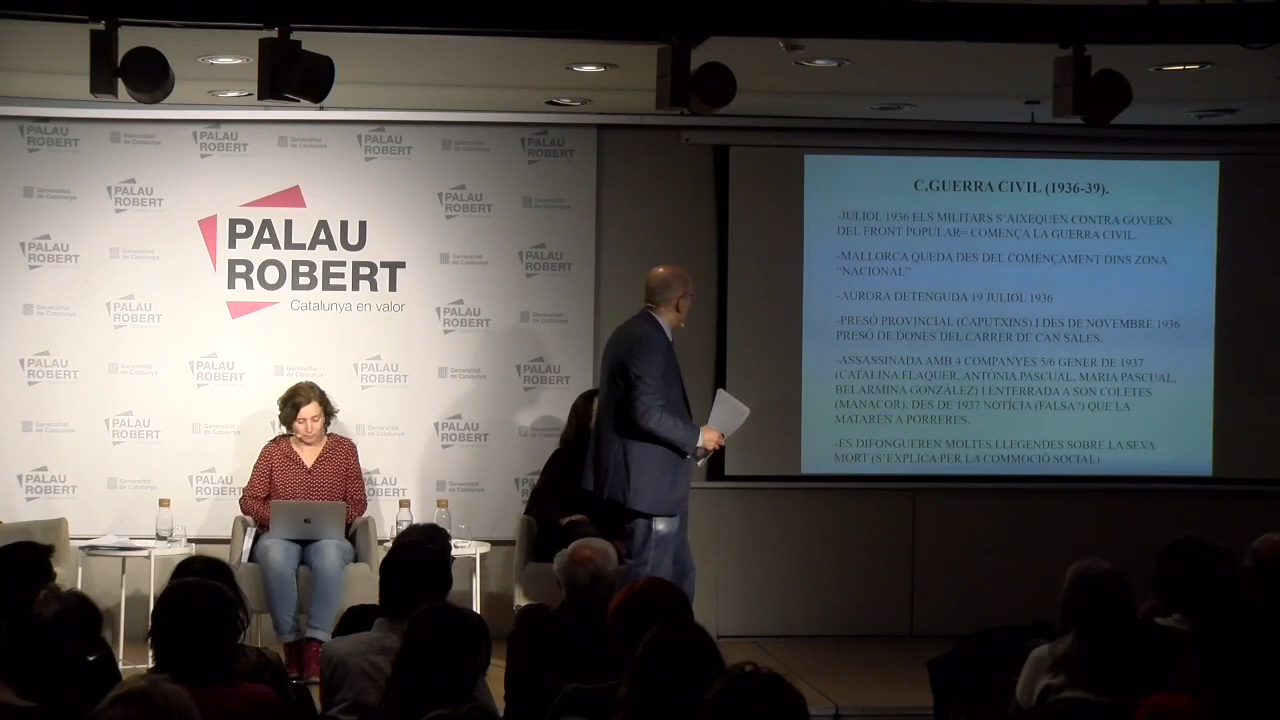 PALAU
ROBERT
Catalunya en valor
Generalitat
de Catalunya
C.GUERRA CIVIL (1936-39).
-JULIOL 1936 ELS MILITARS S'AIXEQUEN CONTRA GOVERN
DEL FRONT POPULAR= COMENÇA LA GUERRA CIVIL.
-MALLORCA QUEDA DES DEL COMENÇAMENT DINS ZONA
"NACIONAL"
-AURORA DETENGUDA 19 JULIOL 1936
-PRESÓ PROVINCIAL (CAPUTXINS) I DES DE NOVEMBRE 1936
PRESÓ DE DONES DEL CARRER DE CAN SALES.
-ASSASSINADA AMB 4 COMPANYES 5/6 GENER DE 1937
(CATALINA FLAQUER, ANTÒNIA PASCUAL, MARIA PASCUAL,
BELARMINA GONZÁLEZ) I ENTERRADA A SON COLETES
(MANACOR). DES DE 1937 NOTÍCIA (FALSA?) QUE LA
MATAREN A PORRERES.
-ES DIFONGUEREN MOLTES LLEGENDES SOBRE LA SEVA
MORT (S'EXPLICA PER LA COMMOCIÓ SOCIAL)